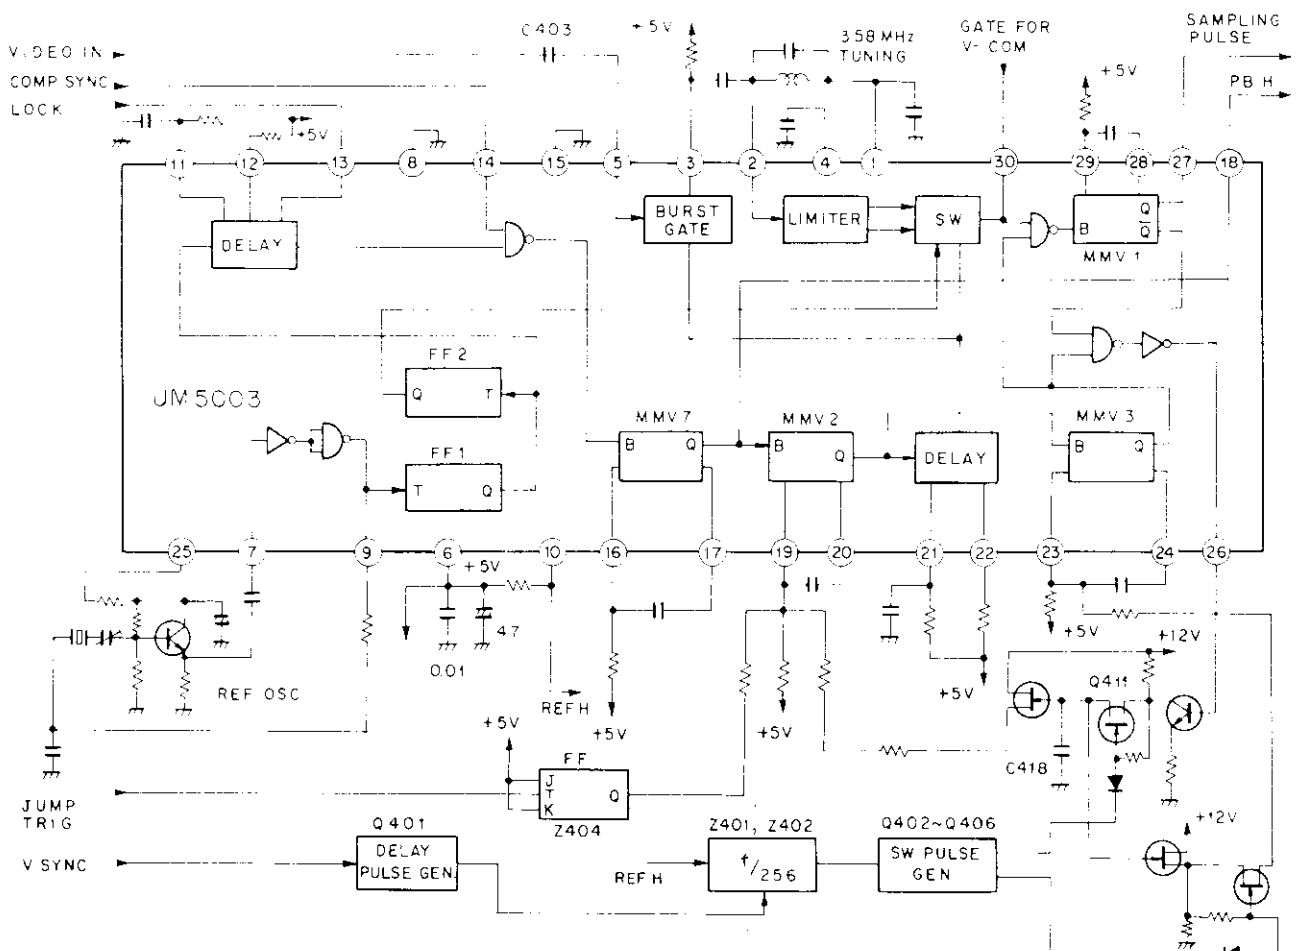 C403
+5V
3.58 MHz
TUNING
GATE FOR
V-COM
SAMPLING
PULSE
VIDEO IN
COMP SYNC
LOCK
+5V
+5V
PB H
11
12
13
8
14
15
5
3
2
4
1
30
29
28
27
18
DELAY
BURST
GATE
LIMITER
SW
B
Q
Q
MMV 1
FF2
Q
T
UM5003
FF1
T
Q
MMV 7
B
Q
MMV 2
B
Q
DELAY
MMV 3
B
Q
25
7
9
6
10
16
17
19
20
21
22
23
24
26
+5V
47
0.01
REF OSC
REF H
+5V
+5V
+5V
+5V
+12V
Q411
C418
+5V
FF
J
T
K
Q
Z404
JUMP
TRIG
V SYNC
Q401
DELAY
PULSE GEN.
REF H
Z401, Z402
1/256
Q402~Q406
SW PULSE
GEN
+12V